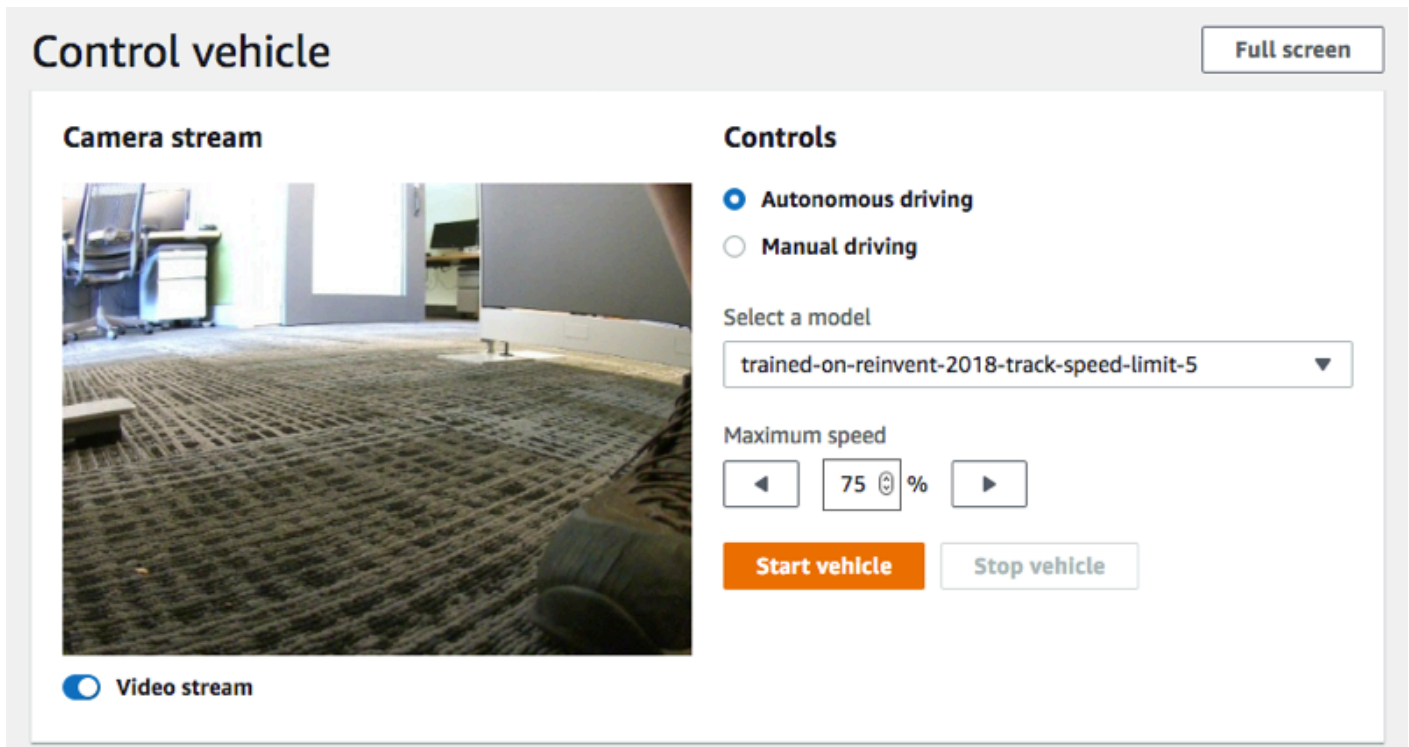 Control vehicle
Full screen
Camera stream
Controls
Autonomous driving
Manual driving
Select a model
trained-on-reinvent-2018-track-speed-limit-5
Maximum speed
75 %
Start vehicle
Stop vehicle
Video stream